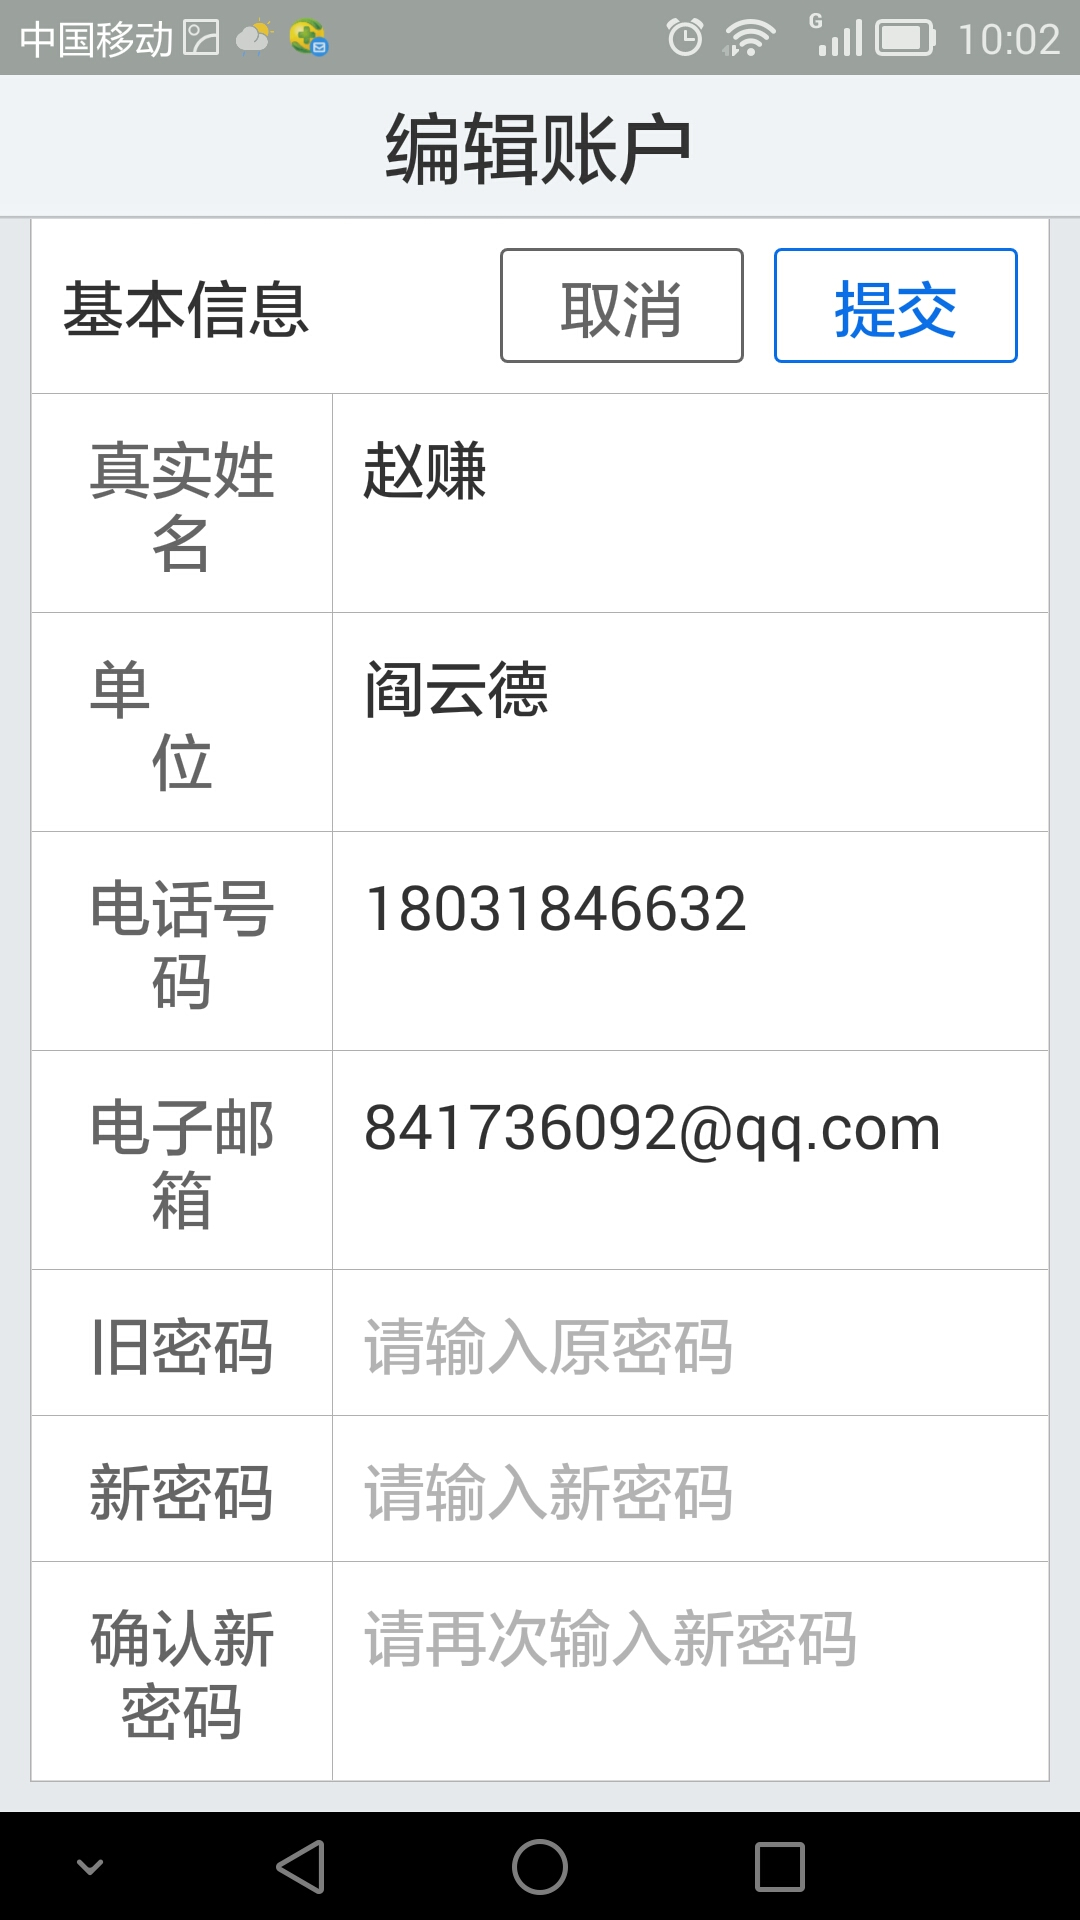 中国移动 G 10:02
编辑账户
基本信息 取消 提交
真实姓 赵赚
名
单 阎云德
位
电话号 18031846632
码
电子邮 841736092@qq.com
箱
旧密码 请输入原密码
新密码 请输入新密码
确认新 请再次输入新密码
密码